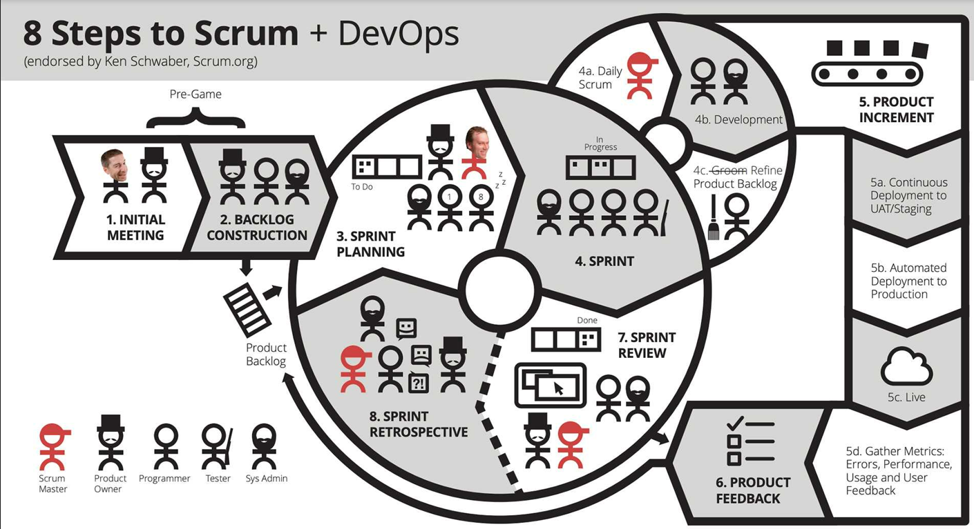 8 Steps to Scrum + DevOps
(endorsed by Ken Schwaber, Scrum.org)
Pre-Game
1. INITIAL
MEETING
2. BACKLOG
CONSTRUCTION
Product
Backlog
To Do
z
z
z
1
8
3. SPRINT
PLANNING
In
Progress
4. SPRINT
4a. Daily
Scrum
4b. Development
4c. Groom Refine
Product Backlog
5. PRODUCT
INCREMENT
5a. Continuous
Deployment to
UAT/Staging
5b. Automated
Deployment to
Production
5c. Live
5d. Gather Metrics:
Errors, Performance,
Usage and User
Feedback
6. PRODUCT
FEEDBACK
Done
7. SPRINT
REVIEW
?!
8. SPRINT
RETROSPECTIVE
Scrum
Master
Product
Owner
Programmer
Tester
Sys Admin